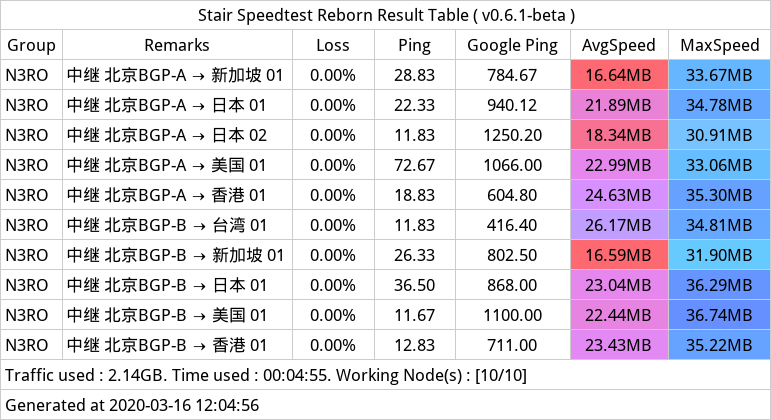 Stair Speedtest Reborn Result Table ( v0.6.1-beta )
Group Remarks Loss Ping Google Ping AvgSpeed MaxSpeed
N3RO 中继 北京BGP-A → 新加坡 01 0.00% 28.83 784.67 16.64MB 33.67MB
N3RO 中继 北京BGP-A → 日本 01 0.00% 22.33 940.12 21.89MB 34.78MB
N3RO 中继 北京BGP-A → 日本 02 0.00% 11.83 1250.20 18.34MB 30.91MB
N3RO 中继 北京BGP-A → 美国 01 0.00% 72.67 1066.00 22.99MB 33.06MB
N3RO 中继 北京BGP-A → 香港 01 0.00% 18.83 604.80 24.63MB 35.30MB
N3RO 中继 北京BGP-B → 台湾 01 0.00% 11.83 416.40 26.17MB 34.81MB
N3RO 中继 北京BGP-B → 新加坡 01 0.00% 26.33 802.50 16.59MB 31.90MB
N3RO 中继 北京BGP-B → 日本 01 0.00% 36.50 868.00 23.04MB 36.29MB
N3RO 中继 北京BGP-B → 美国 01 0.00% 11.67 1100.00 22.44MB 36.74MB
N3RO 中继 北京BGP-B → 香港 01 0.00% 12.83 711.00 23.43MB 35.22MB
Traffic used : 2.14GB. Time used : 00:04:55. Working Node(s) : [10/10]
Generated at 2020-03-16 12:04:56